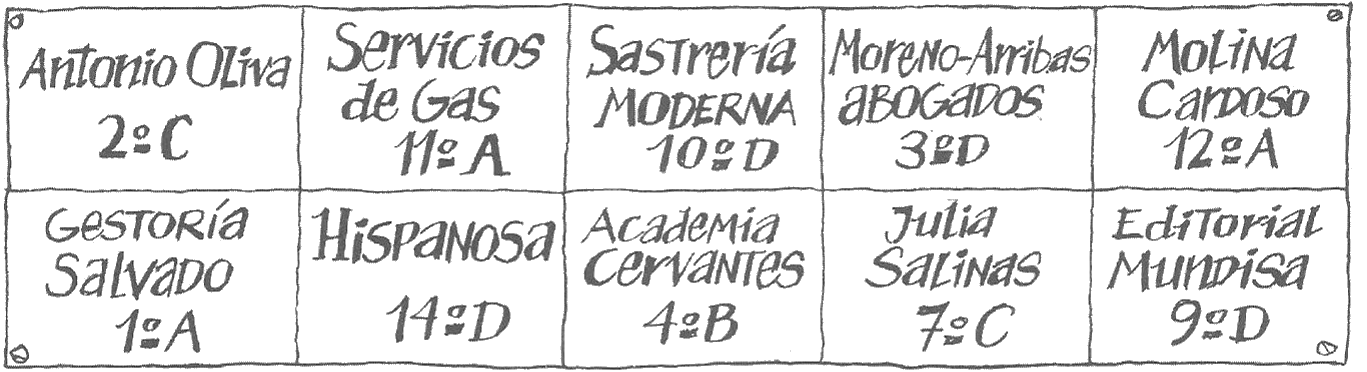 Antonio Oliva
2º C
Servicios
de Gas
11º A
Sastrería
MODERNA
10º D
Moreno-Arribas
aBOGADOS
3º D
MOLINA
Cardoso
12º A
GESTORÍA
Salvado
1º A
HISPANOSA
14º D
Academia
Cervantes
4º B
Julia
Salinas
7º C
Editorial
Mundisa
9º D